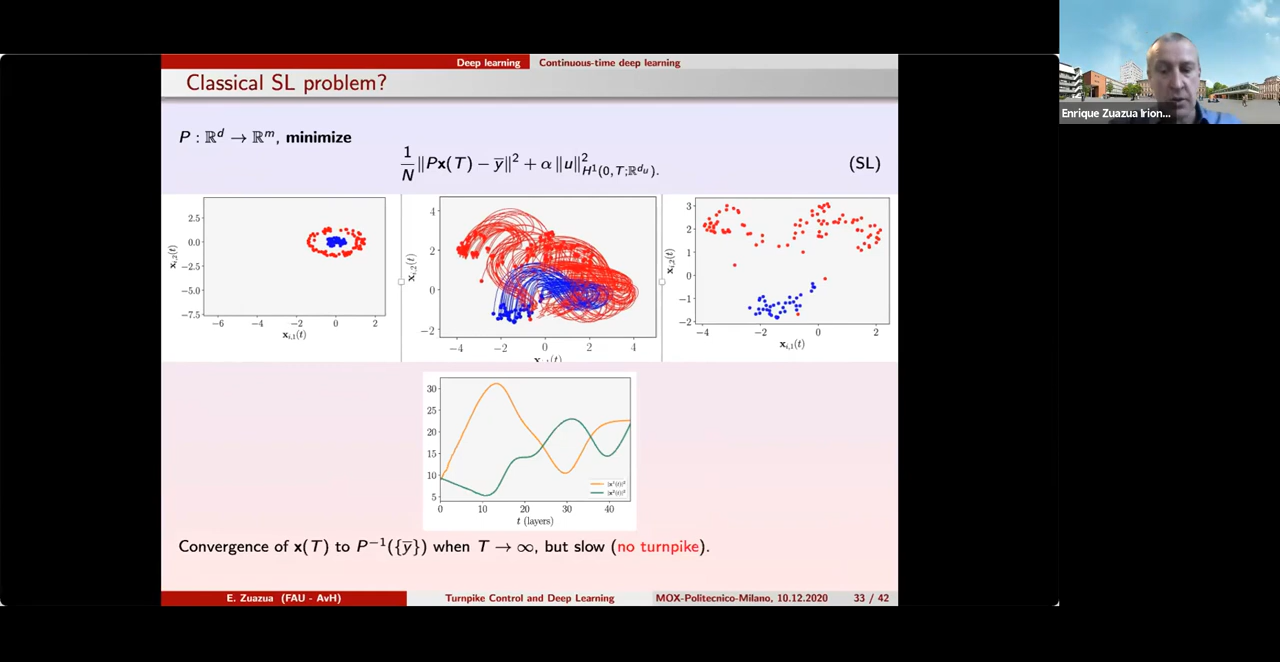 Deep learning
Continuous-time deep learning
Classical SL problem?
P : ℝ^d → ℝ^m, minimize
1/N ‖Px(T) − ȳ‖² + α ‖u‖²_{H¹(0,T;ℝ^{d_u})}.
(SL)
Enrique Zuazua Irion...
x_{i,2}(t)
2.5
0.0
−2.5
−5.0
−7.5
−6 −4 −2 0 2
x_{i,1}(t)
x_{i,2}(t)
4
2
0
−2
−4 −2 0 2 4
x_{i,2}(t)
3
2
1
0
−1
−2
−4 −2 0 2
x_{i,1}(t)
30
25
20
15
10
5
0 10 20 30 40
t (layers)
Convergence of x(T) to P⁻¹({ȳ}) when T → ∞, but slow (no turnpike).
E. Zuazua (FAU - AvH)
Turnpike Control and Deep Learning
MOX-Politecnico-Milano, 10.12.2020
33 / 42